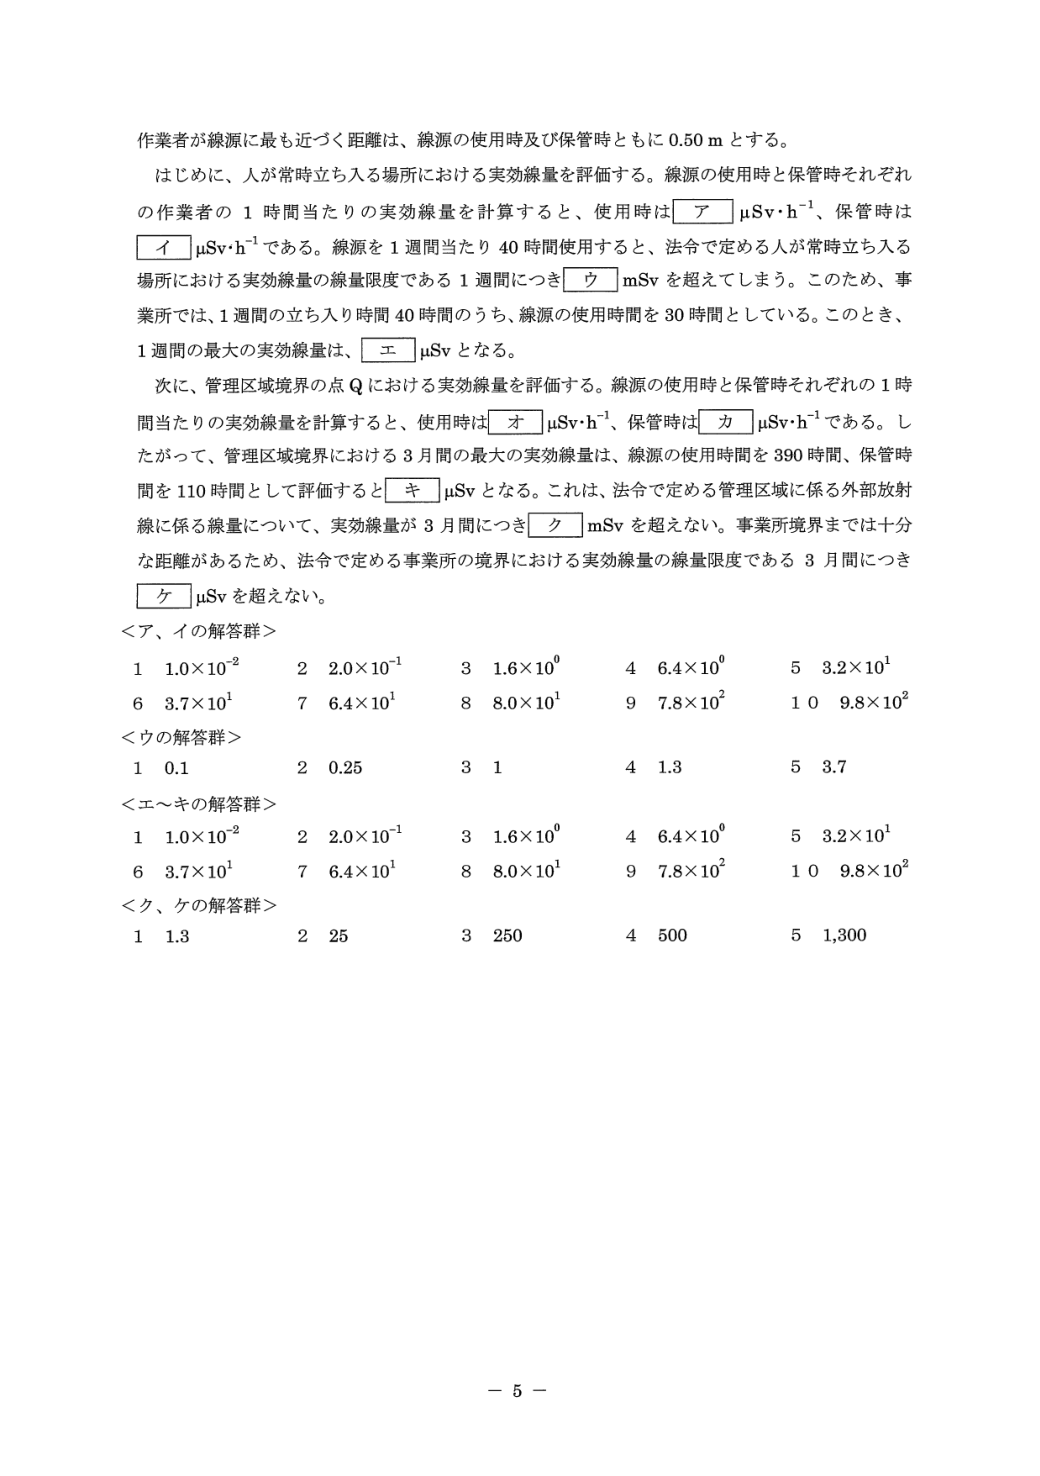 作業者が線源に最も近づく距離は、線源の使用時及び保管時ともに 0.50 m とする。
はじめに、人が常時立ち入る場所における実効線量を評価する。線源の使用時と保管時それぞれ
の作業者の 1 時間当たりの実効線量を計算すると、使用時は ア μSv·h⁻¹、保管時は
イ μSv·h⁻¹ である。線源を 1 週間当たり 40 時間使用すると、法令で定める人が常時立ち入る
場所における実効線量の線量限度である 1 週間につき ウ mSv を超えてしまう。このため、事
業所では、1 週間の立ち入り時間 40 時間のうち、線源の使用時間を 30 時間としている。このとき、
1 週間の最大の実効線量は、 エ μSv となる。
次に、管理区域境界の点 Q における実効線量を評価する。線源の使用時と保管時それぞれの 1 時
間当たりの実効線量を計算すると、使用時は オ μSv·h⁻¹、保管時は カ μSv·h⁻¹ である。し
たがって、管理区域境界における 3 月間の最大の実効線量は、線源の使用時間を 390 時間、保管時
間を 110 時間として評価すると キ μSv となる。これは、法令で定める管理区域に係る外部放射
線に係る線量について、実効線量が 3 月間につき ク mSv を超えない。事業所境界までは十分
な距離があるため、法令で定める事業所の境界における実効線量の線量限度である 3 月間につき
ケ μSv を超えない。
＜ア、イの解答群＞
1 1.0×10⁻² 2 2.0×10⁻¹ 3 1.6×10⁰ 4 6.4×10⁰ 5 3.2×10¹
6 3.7×10¹ 7 6.4×10¹ 8 8.0×10¹ 9 7.8×10² 10 9.8×10²
＜ウの解答群＞
1 0.1 2 0.25 3 1 4 1.3 5 3.7
＜エ～キの解答群＞
1 1.0×10⁻² 2 2.0×10⁻¹ 3 1.6×10⁰ 4 6.4×10⁰ 5 3.2×10¹
6 3.7×10¹ 7 6.4×10¹ 8 8.0×10¹ 9 7.8×10² 10 9.8×10²
＜ク、ケの解答群＞
1 1.3 2 25 3 250 4 500 5 1,300
－ 5 －